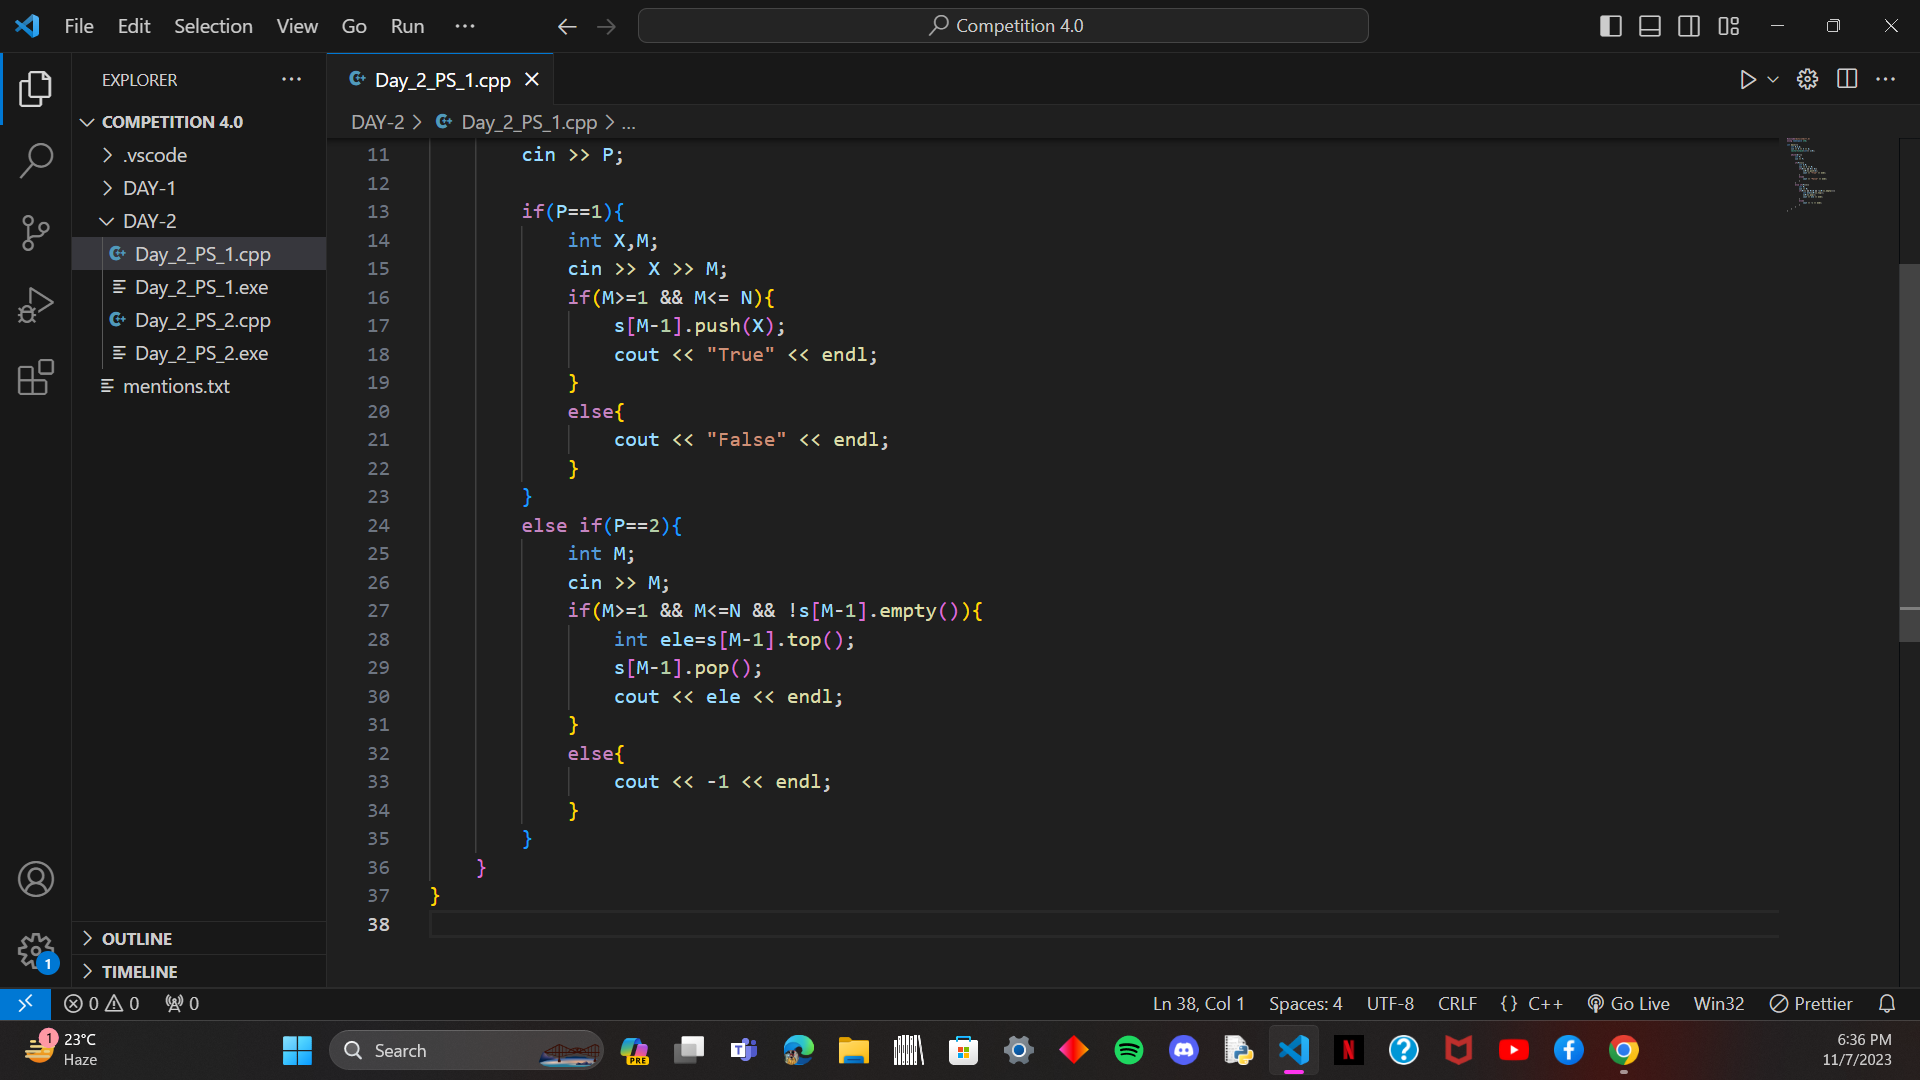 File Edit Selection View Go Run ...
Competition 4.0
EXPLORER
Day_2_PS_1.cpp
COMPETITION 4.0
DAY-2 > Day_2_PS_1.cpp > ...
.vscode
DAY-1
DAY-2
Day_2_PS_1.cpp
Day_2_PS_1.exe
Day_2_PS_2.cpp
Day_2_PS_2.exe
mentions.txt
11 cin >> P;
12
13 if(P==1){
14 int X,M;
15 cin >> X >> M;
16 if(M>=1 && M<= N){
17 s[M-1].push(X);
18 cout << "True" << endl;
19 }
20 else{
21 cout << "False" << endl;
22 }
23 }
24 else if(P==2){
25 int M;
26 cin >> M;
27 if(M>=1 && M<=N && !s[M-1].empty()){
28 int ele=s[M-1].top();
29 s[M-1].pop();
30 cout << ele << endl;
31 }
32 else{
33 cout << -1 << endl;
34 }
35 }
36 }
37 }
38
OUTLINE
TIMELINE
1
0 0 0
Ln 38, Col 1 Spaces: 4 UTF-8 CRLF {} C++ Go Live Win32 Prettier
1 23°C
Haze
Search
PRE
6:36 PM
11/7/2023